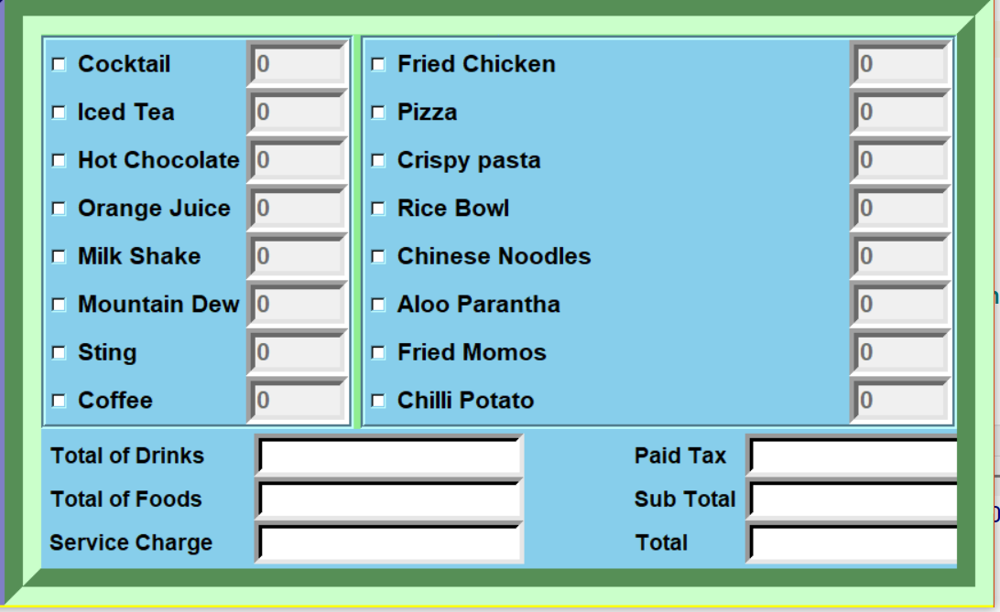 Cocktail 0 Fried Chicken 0
Iced Tea 0 Pizza 0
Hot Chocolate 0 Crispy pasta 0
Orange Juice 0 Rice Bowl 0
Milk Shake 0 Chinese Noodles 0
Mountain Dew 0 Aloo Parantha 0
Sting 0 Fried Momos 0
Coffee 0 Chilli Potato 0
Total of Drinks Paid Tax
Total of Foods Sub Total
Service Charge Total